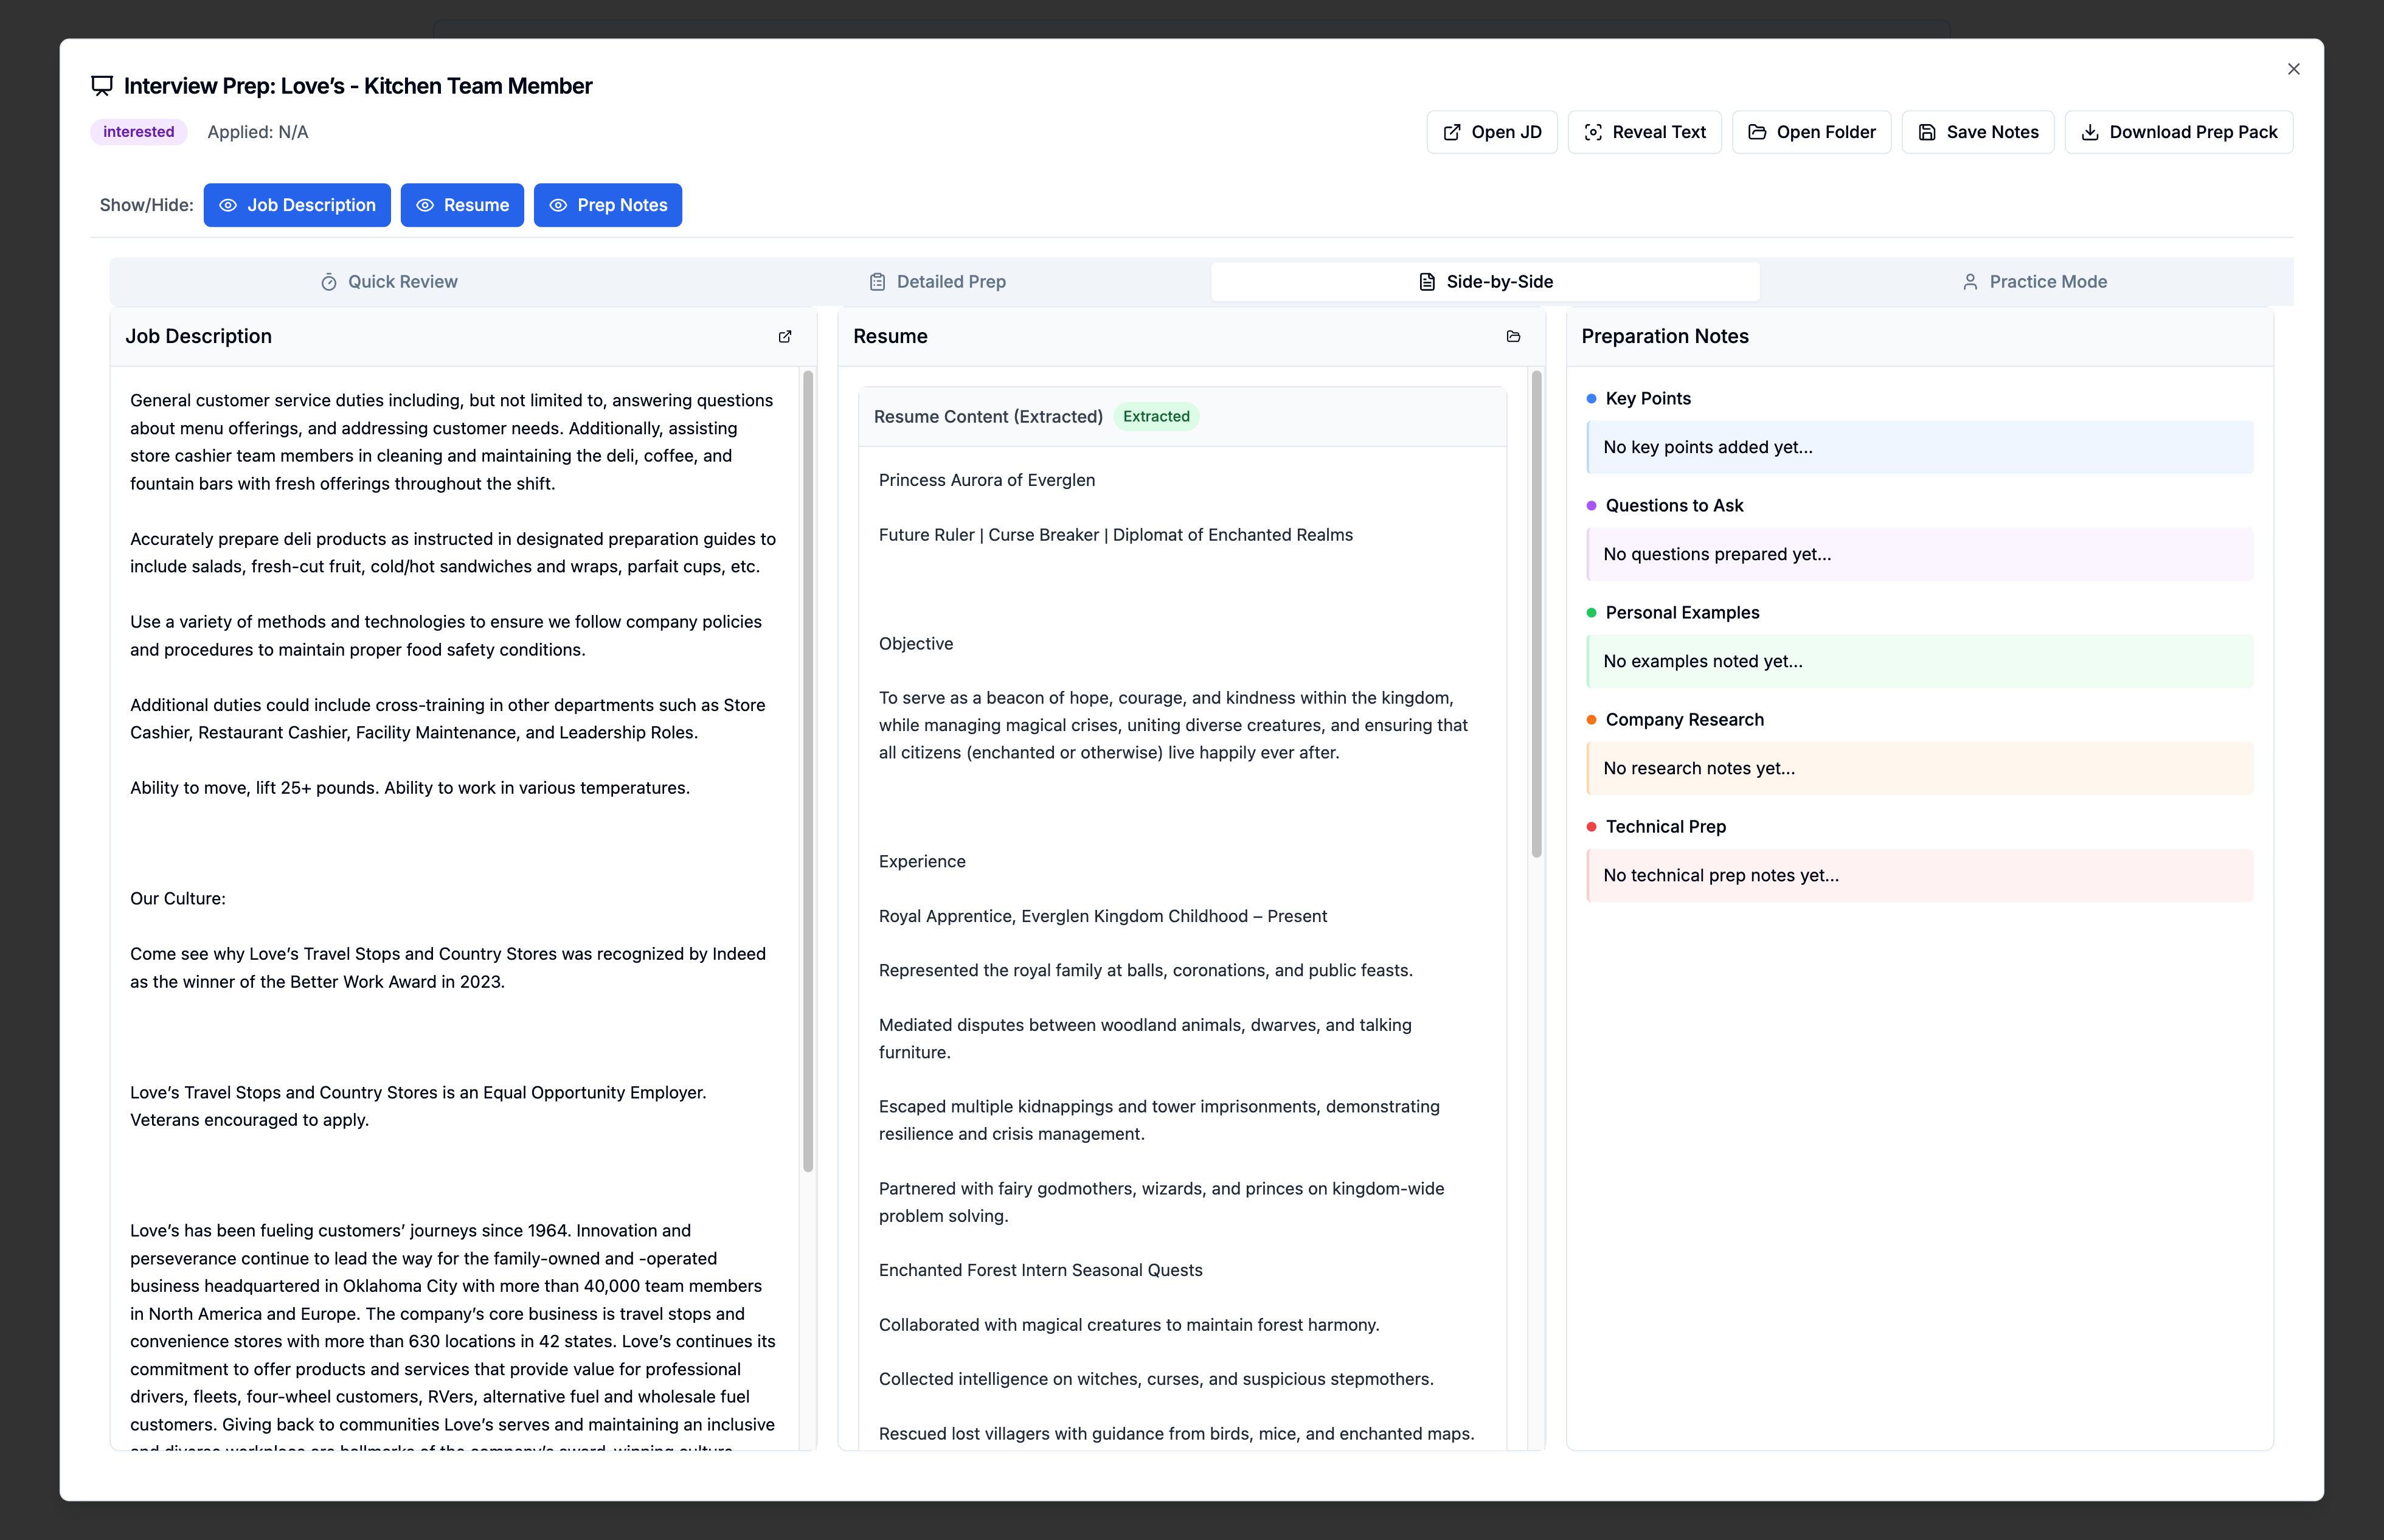 Interview Prep: Love’s - Kitchen Team Member
interested Applied: N/A
Open JD Reveal Text Open Folder Save Notes Download Prep Pack
Show/Hide: Job Description Resume Prep Notes
Quick Review Detailed Prep Side-by-Side Practice Mode
Job Description
General customer service duties including, but not limited to, answering questions
about menu offerings, and addressing customer needs. Additionally, assisting
store cashier team members in cleaning and maintaining the deli, coffee, and
fountain bars with fresh offerings throughout the shift.
Accurately prepare deli products as instructed in designated preparation guides to
include salads, fresh-cut fruit, cold/hot sandwiches and wraps, parfait cups, etc.
Use a variety of methods and technologies to ensure we follow company policies
and procedures to maintain proper food safety conditions.
Additional duties could include cross-training in other departments such as Store
Cashier, Restaurant Cashier, Facility Maintenance, and Leadership Roles.
Ability to move, lift 25+ pounds. Ability to work in various temperatures.
Our Culture:
Come see why Love’s Travel Stops and Country Stores was recognized by Indeed
as the winner of the Better Work Award in 2023.
Love’s Travel Stops and Country Stores is an Equal Opportunity Employer.
Veterans encouraged to apply.
Love’s has been fueling customers’ journeys since 1964. Innovation and
perseverance continue to lead the way for the family-owned and -operated
business headquartered in Oklahoma City with more than 40,000 team members
in North America and Europe. The company’s core business is travel stops and
convenience stores with more than 630 locations in 42 states. Love’s continues its
commitment to offer products and services that provide value for professional
drivers, fleets, four-wheel customers, RVers, alternative fuel and wholesale fuel
customers. Giving back to communities Love’s serves and maintaining an inclusive
and diverse workplace are hallmarks of the company’s award-winning culture.
Resume
Resume Content (Extracted) Extracted
Princess Aurora of Everglen
Future Ruler | Curse Breaker | Diplomat of Enchanted Realms
Objective
To serve as a beacon of hope, courage, and kindness within the kingdom,
while managing magical crises, uniting diverse creatures, and ensuring that
all citizens (enchanted or otherwise) live happily ever after.
Experience
Royal Apprentice, Everglen Kingdom Childhood – Present
Represented the royal family at balls, coronations, and public feasts.
Mediated disputes between woodland animals, dwarves, and talking
furniture.
Escaped multiple kidnappings and tower imprisonments, demonstrating
resilience and crisis management.
Partnered with fairy godmothers, wizards, and princes on kingdom-wide
problem solving.
Enchanted Forest Intern Seasonal Quests
Collaborated with magical creatures to maintain forest harmony.
Collected intelligence on witches, curses, and suspicious stepmothers.
Rescued lost villagers with guidance from birds, mice, and enchanted maps.
Preparation Notes
Key Points
No key points added yet...
Questions to Ask
No questions prepared yet...
Personal Examples
No examples noted yet...
Company Research
No research notes yet...
Technical Prep
No technical prep notes yet...